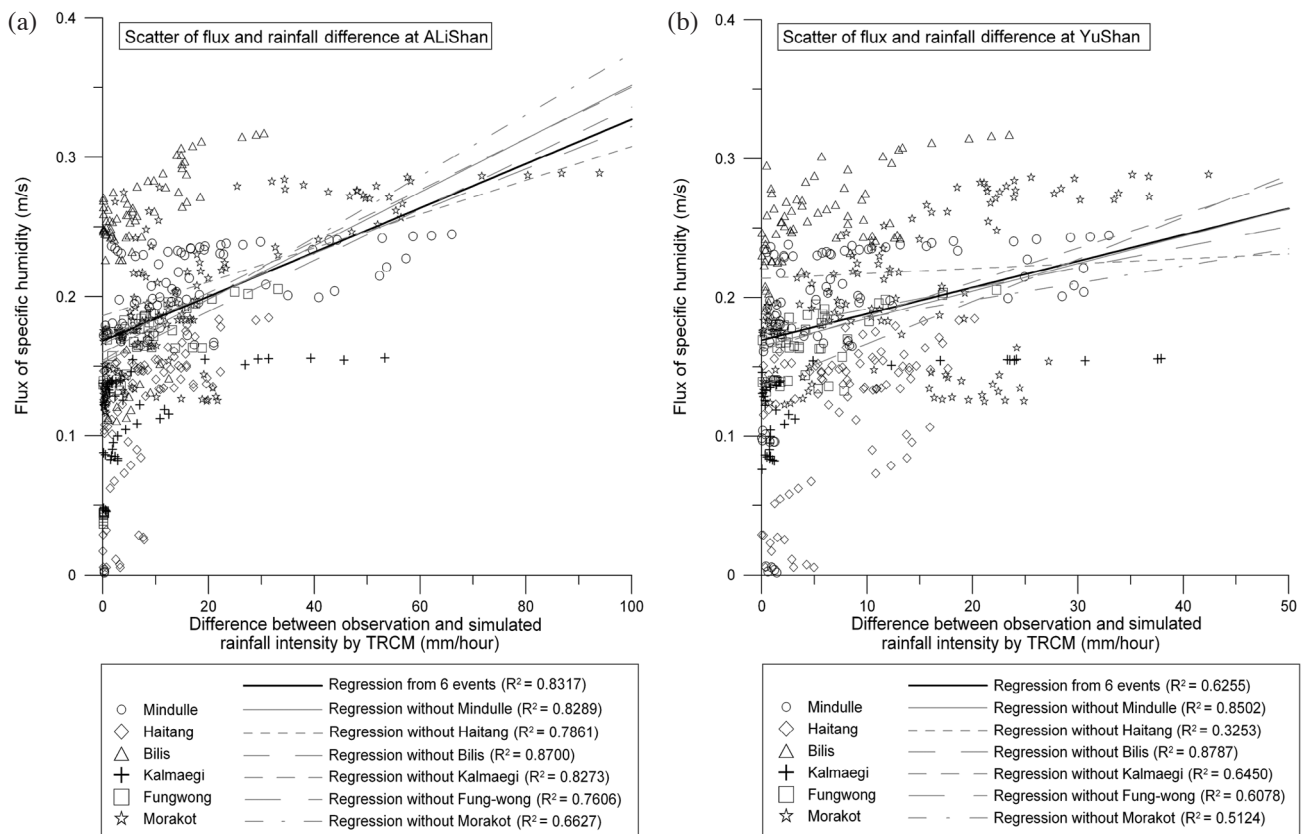 (a)
Scatter of flux and rainfall difference at ALiShan
Flux of specific humidity (m/s)
0.4
0.3
0.2
0.1
0
0 20 40 60 80 100
Difference between observation and simulated
rainfall intensity by TRCM (mm/hour)
Mindulle
Haitang
Bilis
Kalmaegi
Fungwong
Morakot
Regression from 6 events (R² = 0.8317)
Regression without Mindulle (R² = 0.8289)
Regression without Haitang (R² = 0.7861)
Regression without Bilis (R² = 0.8700)
Regression without Kalmaegi (R² = 0.8273)
Regression without Fung-wong (R² = 0.7606)
Regression without Morakot (R² = 0.6627)
(b)
Scatter of flux and rainfall difference at YuShan
Flux of specific humidity (m/s)
0.4
0.3
0.2
0.1
0
0 10 20 30 40 50
Difference between observation and simulated
rainfall intensity by TRCM (mm/hour)
Mindulle
Haitang
Bilis
Kalmaegi
Fungwong
Morakot
Regression from 6 events (R² = 0.6255)
Regression without Mindulle (R² = 0.8502)
Regression without Haitang (R² = 0.3253)
Regression without Bilis (R² = 0.8787)
Regression without Kalmaegi (R² = 0.6450)
Regression without Fung-wong (R² = 0.6078)
Regression without Morakot (R² = 0.5124)